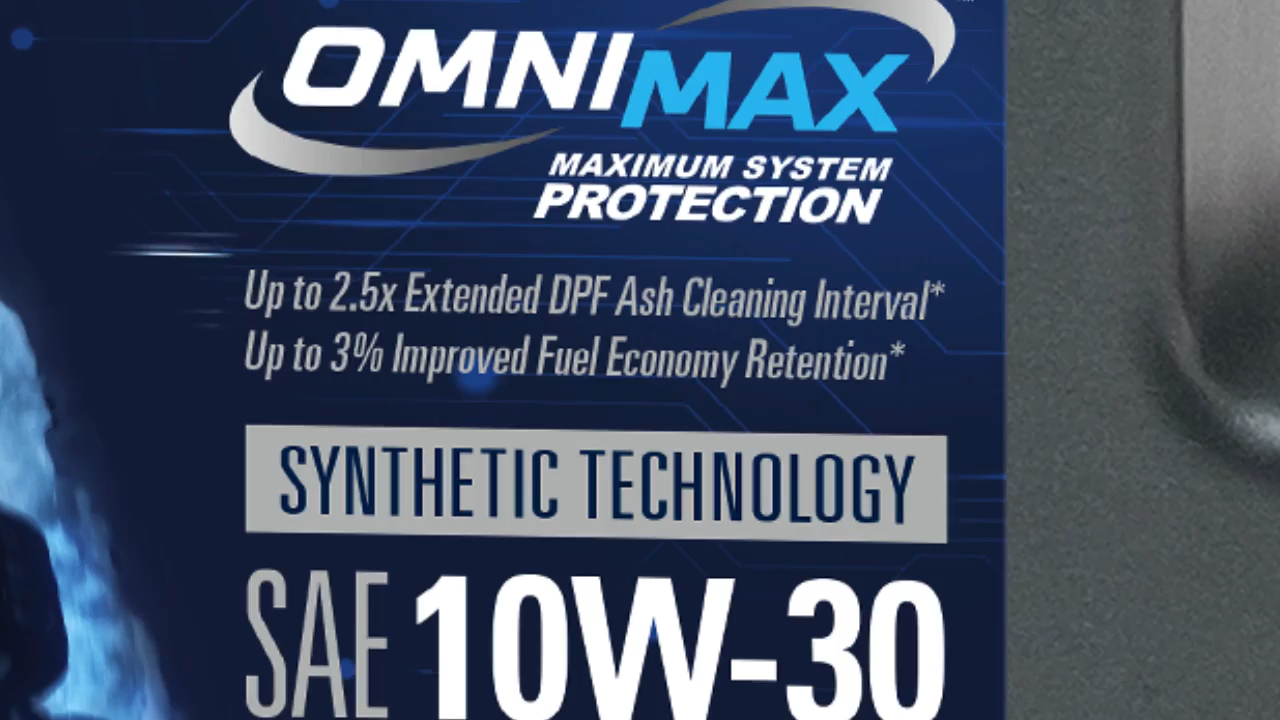 OMNIMAX
MAXIMUM SYSTEM
PROTECTION
Up to 2.5x Extended DPF Ash Cleaning Interval*
Up to 3% Improved Fuel Economy Retention*
SYNTHETIC TECHNOLOGY
SAE 10W-30